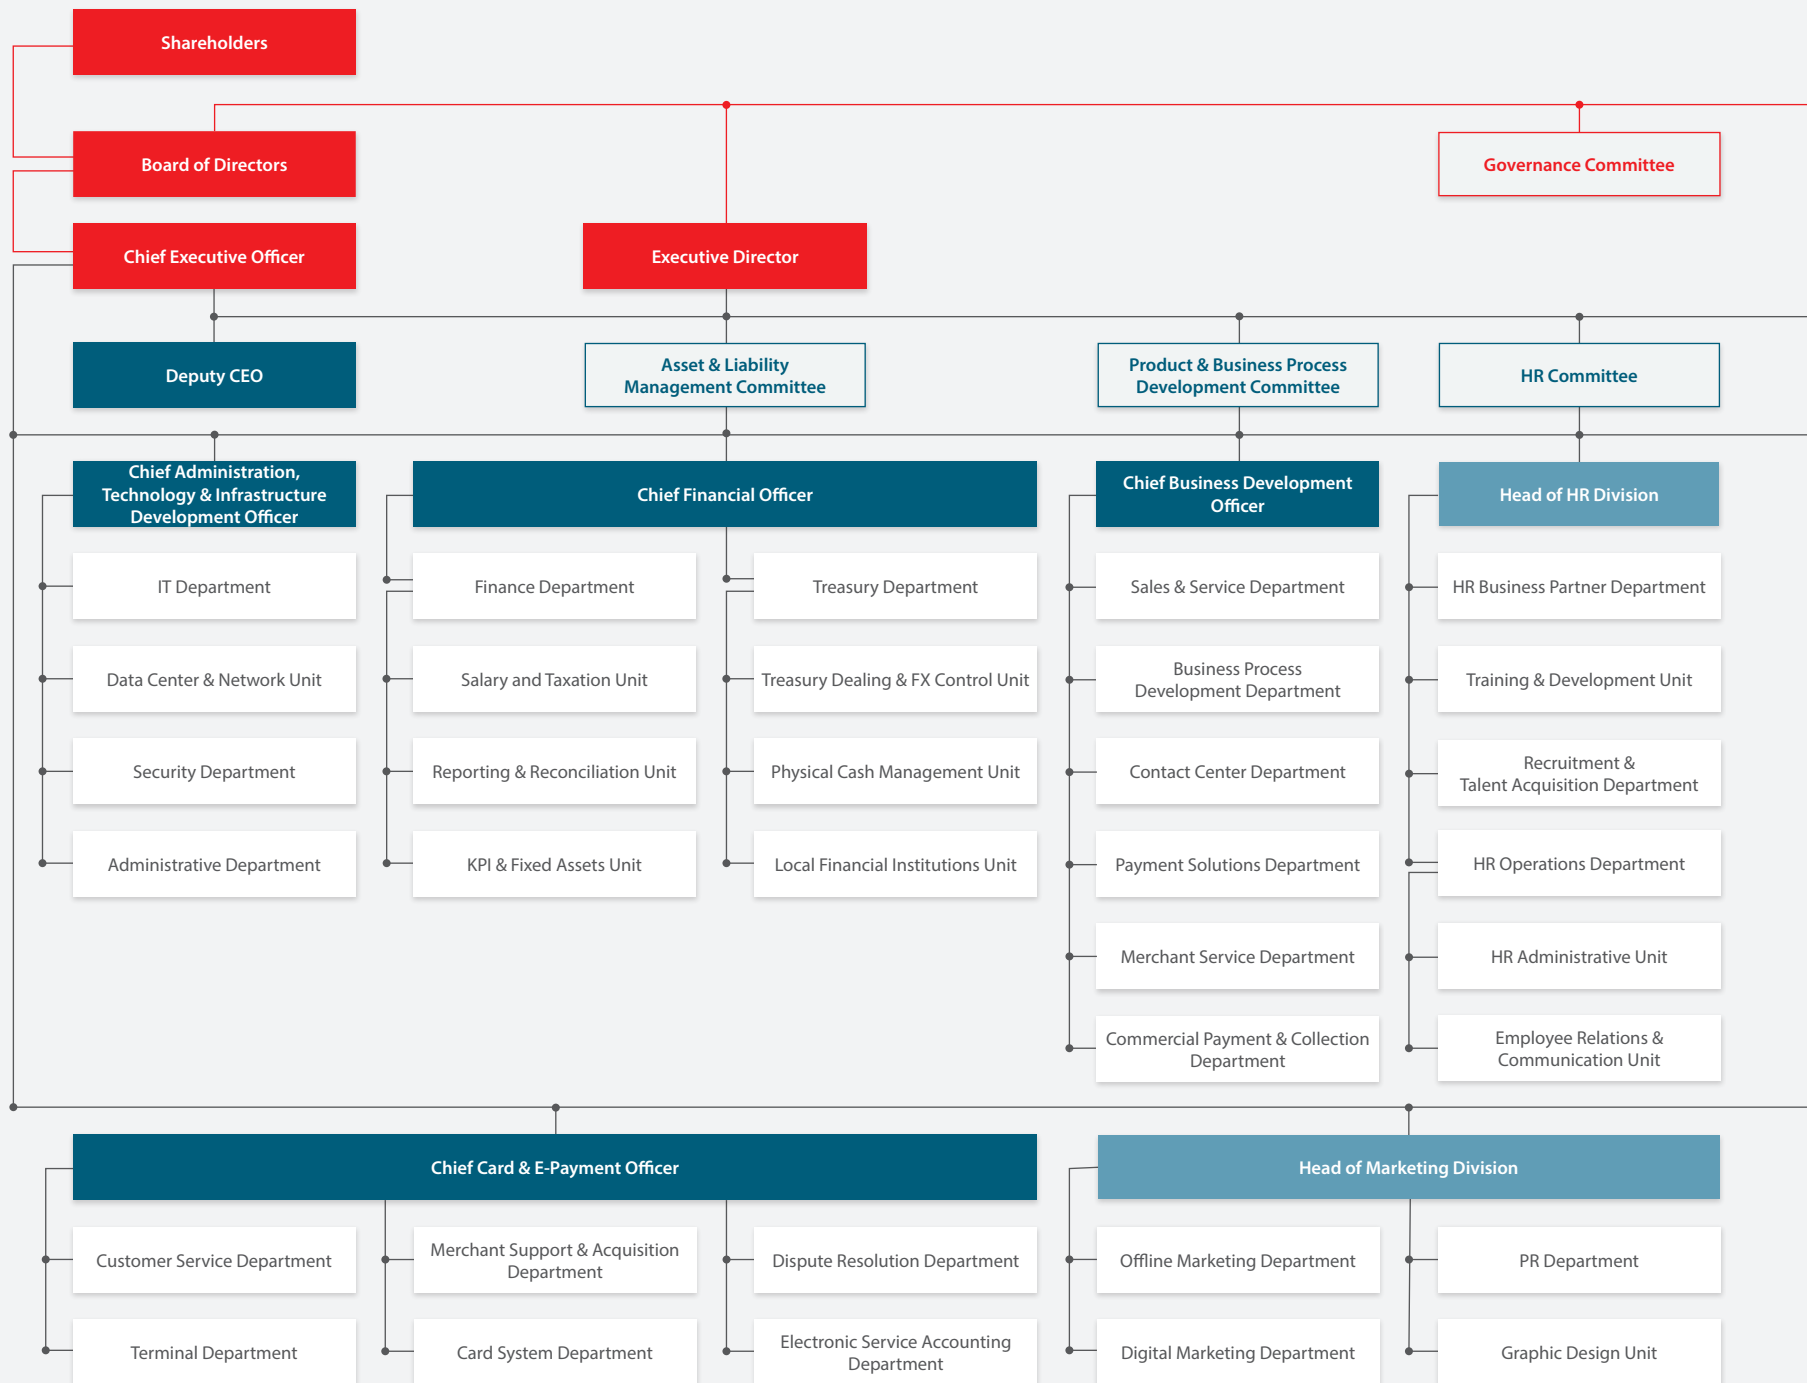 Shareholders
Board of Directors
Governance Committee
Chief Executive Officer
Executive Director
Deputy CEO
Asset & Liability
Management Committee
Product & Business Process
Development Committee
HR Committee
Chief Administration,
Technology & Infrastructure
Development Officer
Chief Financial Officer
Chief Business Development
Officer
Head of HR Division
IT Department
Finance Department
Treasury Department
Sales & Service Department
HR Business Partner Department
Data Center & Network Unit
Salary and Taxation Unit
Treasury Dealing & FX Control Unit
Business Process
Development Department
Training & Development Unit
Security Department
Reporting & Reconciliation Unit
Physical Cash Management Unit
Contact Center Department
Recruitment &
Talent Acquisition Department
Administrative Department
KPI & Fixed Assets Unit
Local Financial Institutions Unit
Payment Solutions Department
HR Operations Department
Merchant Service Department
HR Administrative Unit
Commercial Payment & Collection
Department
Employee Relations &
Communication Unit
Chief Card & E-Payment Officer
Head of Marketing Division
Customer Service Department
Merchant Support & Acquisition
Department
Dispute Resolution Department
Offline Marketing Department
PR Department
Terminal Department
Card System Department
Electronic Service Accounting
Department
Digital Marketing Department
Graphic Design Unit